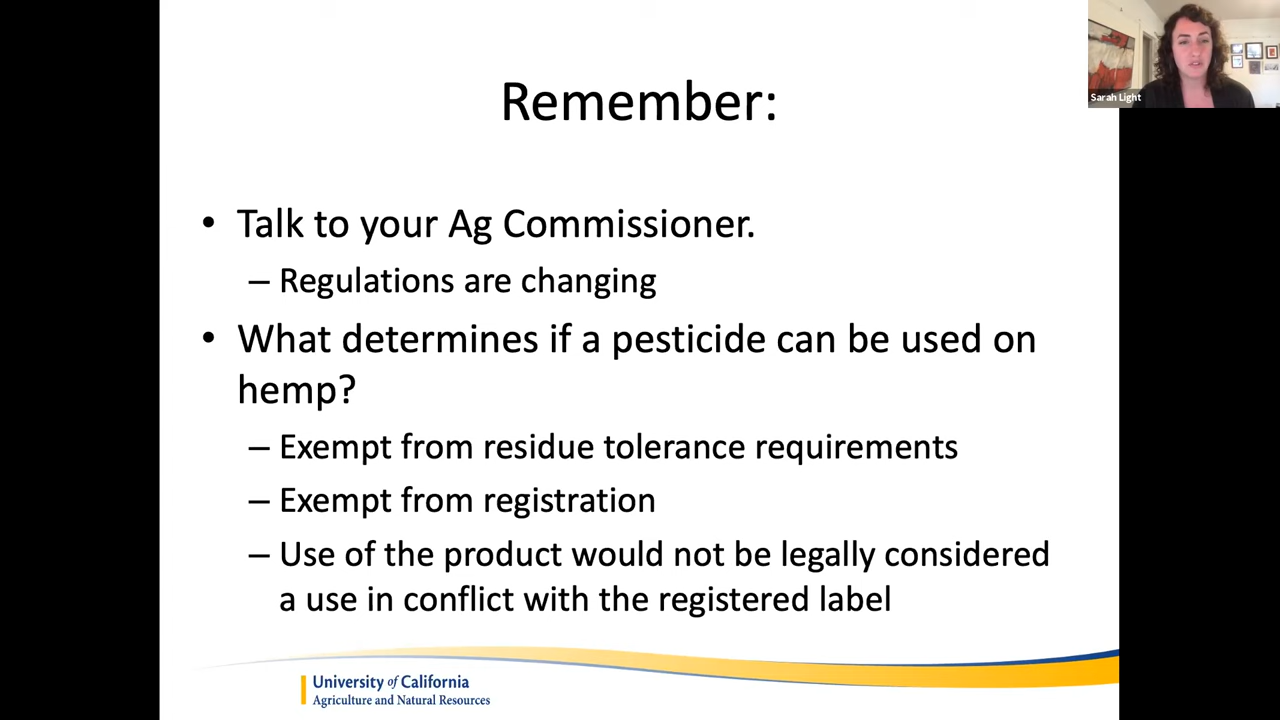 Sarah Light
Remember:
• Talk to your Ag Commissioner.
– Regulations are changing
• What determines if a pesticide can be used on
hemp?
– Exempt from residue tolerance requirements
– Exempt from registration
– Use of the product would not be legally considered
a use in conflict with the registered label
University of California
Agriculture and Natural Resources